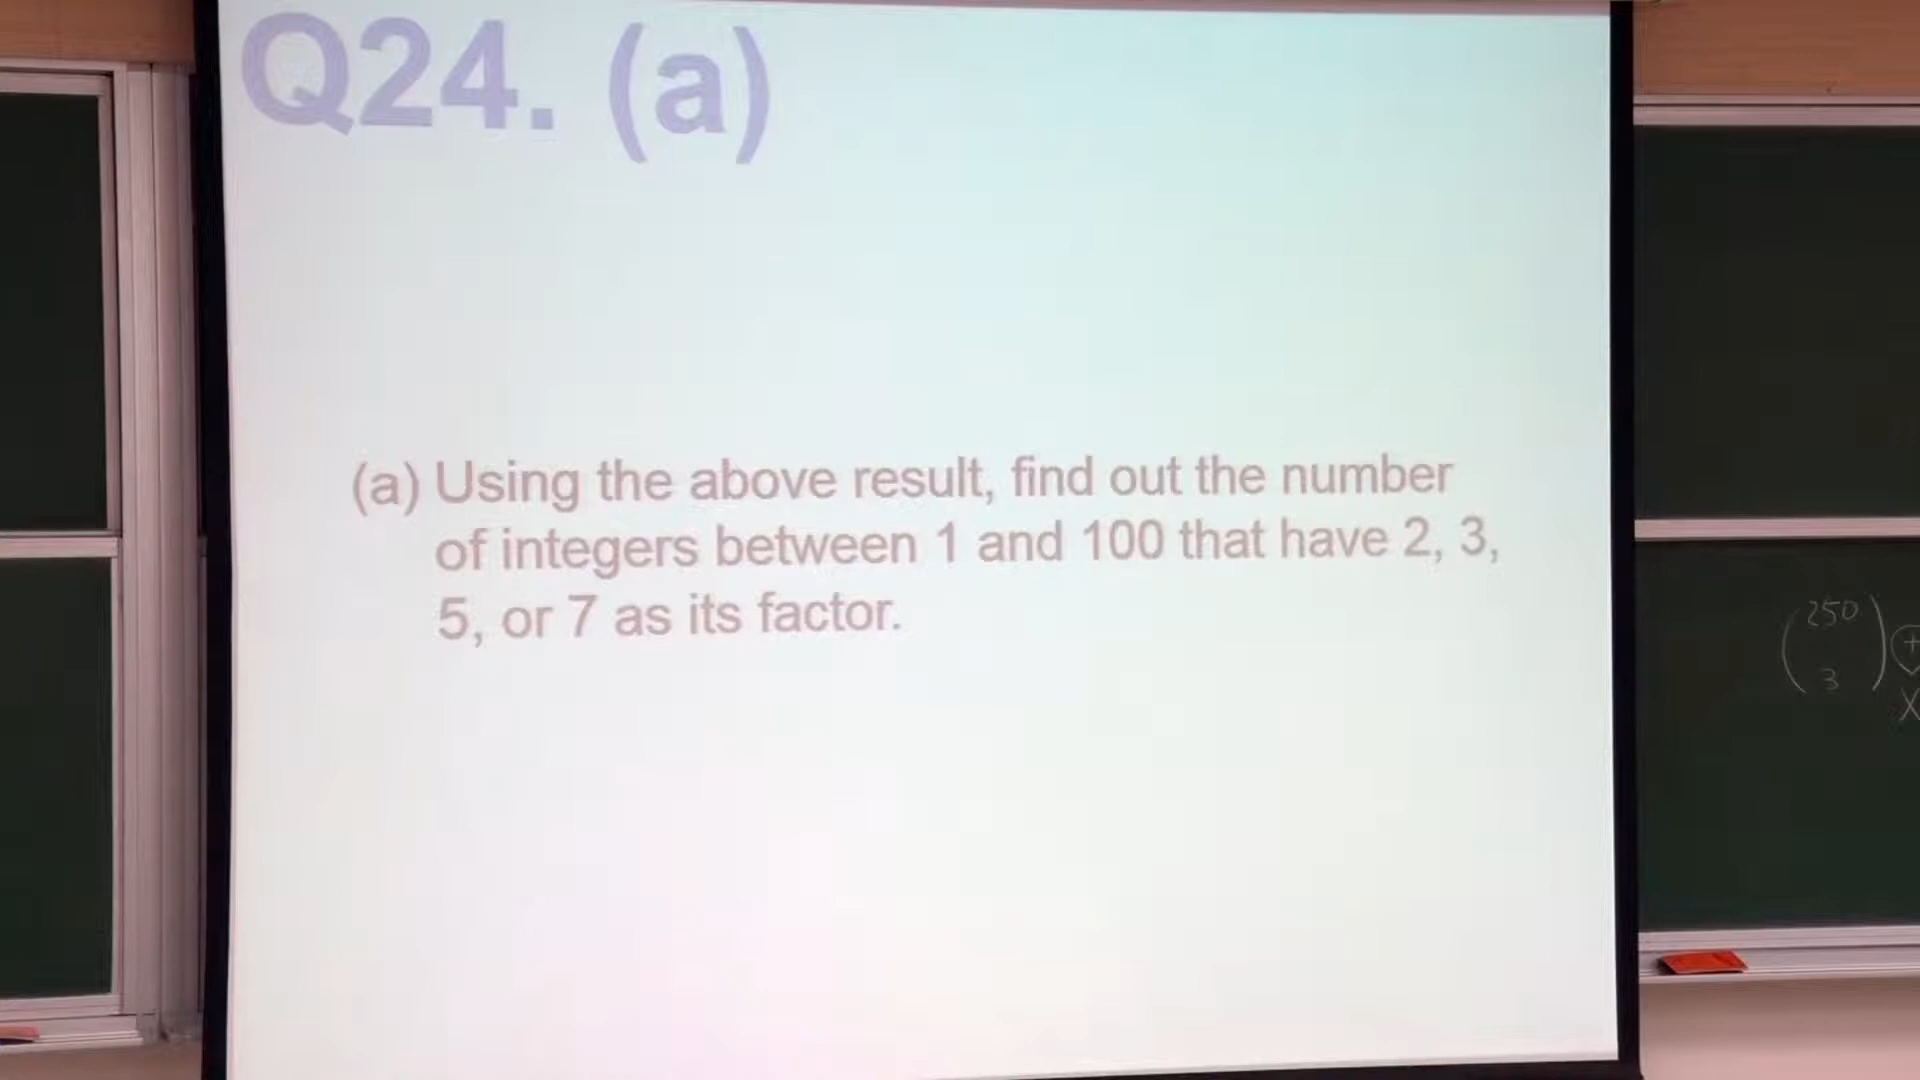 Q24. (a)
(a) Using the above result, find out the number
of integers between 1 and 100 that have 2, 3,
5, or 7 as its factor.
(250
3) +
X